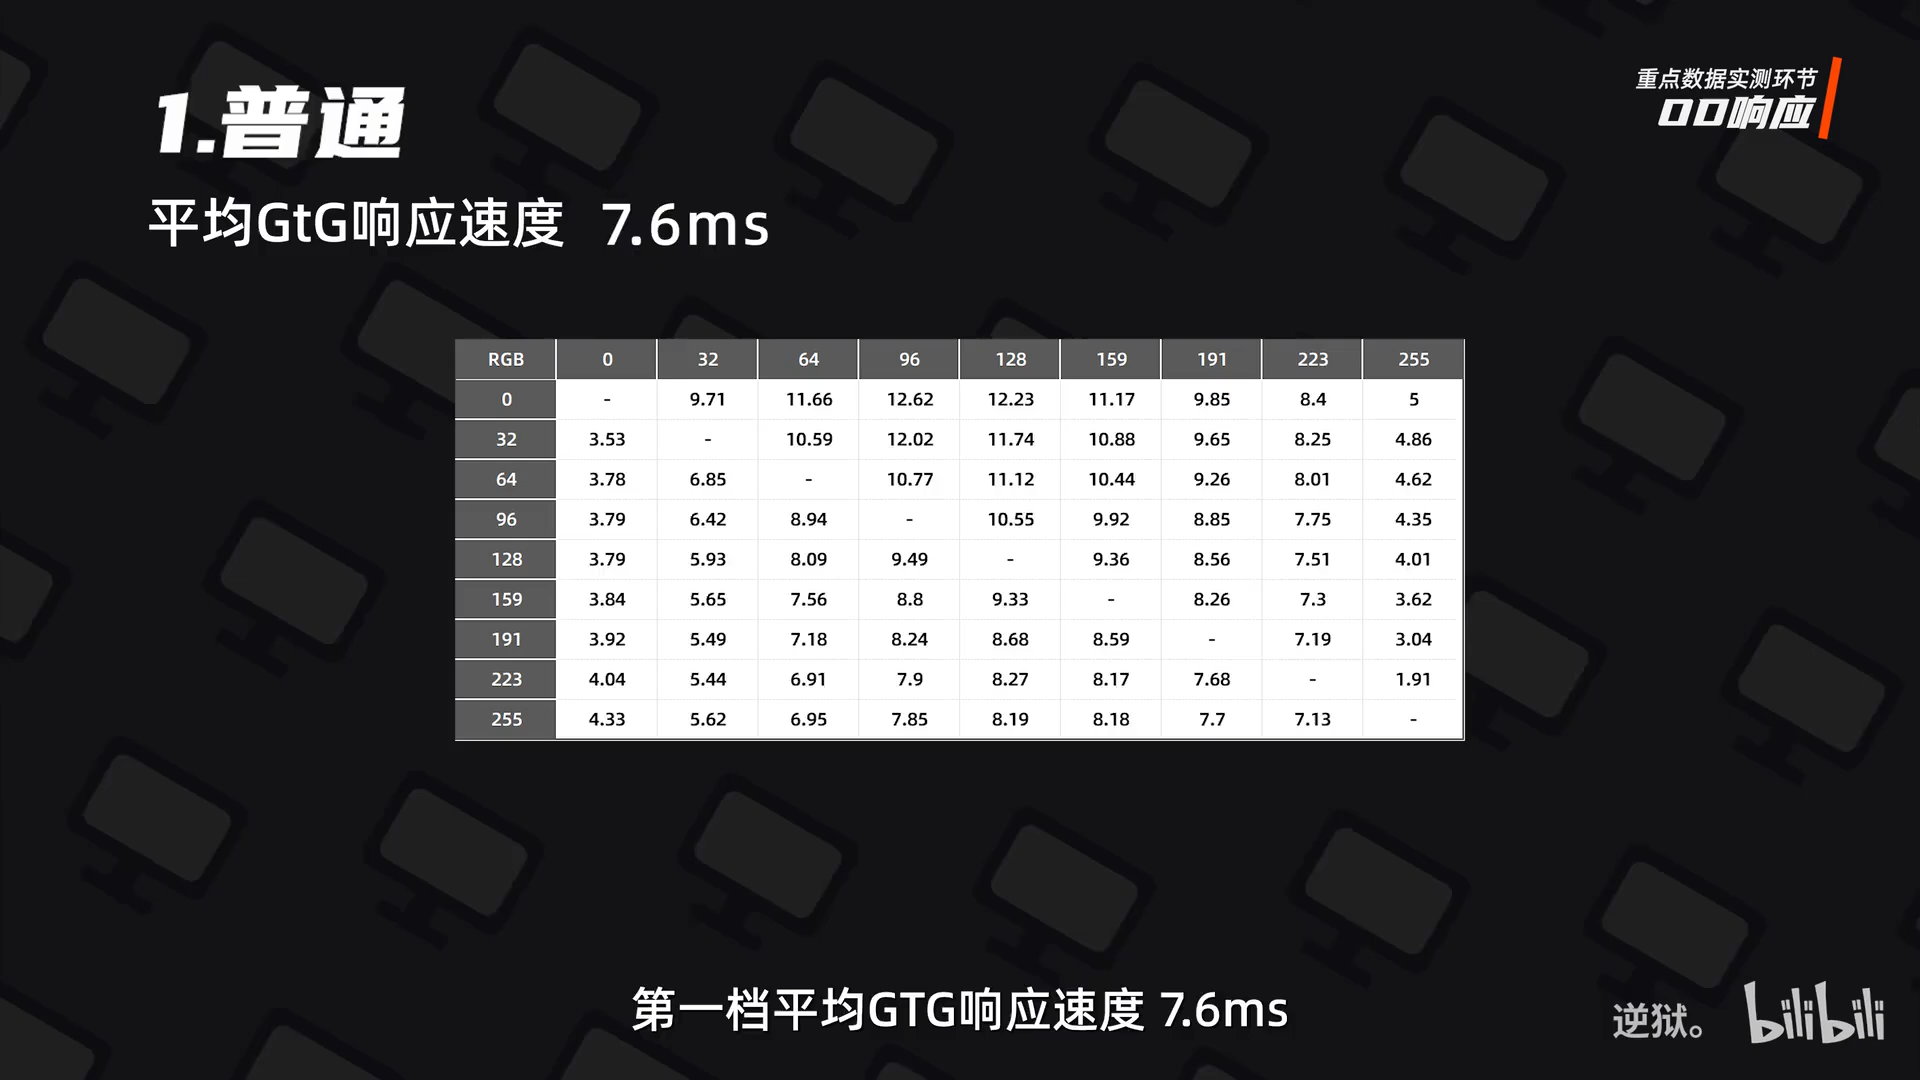 重点数据实测环节
OD响应
1.普通
平均GtG响应速度 7.6ms
RGB 0 32 64 96 128 159 191 223 255
0 - 9.71 11.66 12.62 12.23 11.17 9.85 8.4 5
32 3.53 - 10.59 12.02 11.74 10.88 9.65 8.25 4.86
64 3.78 6.85 - 10.77 11.12 10.44 9.26 8.01 4.62
96 3.79 6.42 8.94 - 10.55 9.92 8.85 7.75 4.35
128 3.79 5.93 8.09 9.49 - 9.36 8.56 7.51 4.01
159 3.84 5.65 7.56 8.8 9.33 - 8.26 7.3 3.62
191 3.92 5.49 7.18 8.24 8.68 8.59 - 7.19 3.04
223 4.04 5.44 6.91 7.9 8.27 8.17 7.68 - 1.91
255 4.33 5.62 6.95 7.85 8.19 8.18 7.7 7.13 -
第一档平均GTG响应速度 7.6ms
逆狱。 bilibili